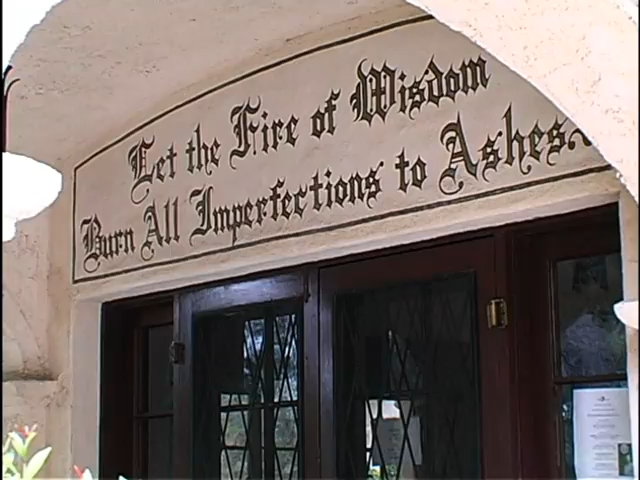 Let the Fire of Wisdom
Burn All Imperfections to Ashes